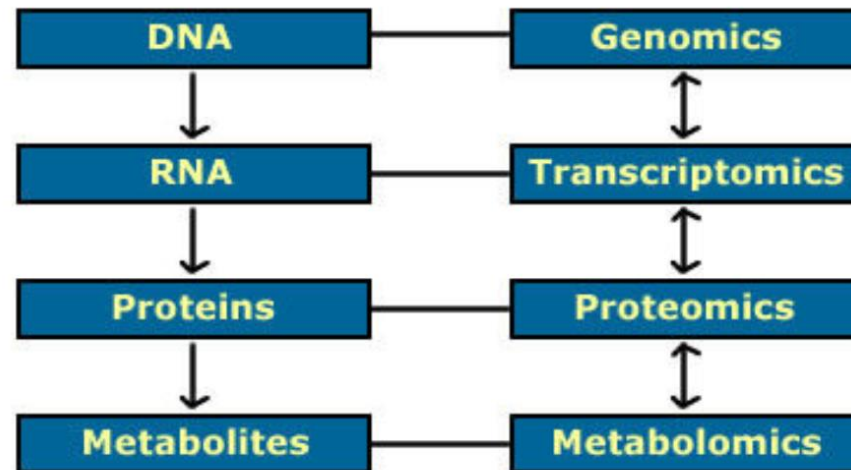 DNA
Genomics
RNA
Transcriptomics
Proteins
Proteomics
Metabolites
Metabolomics